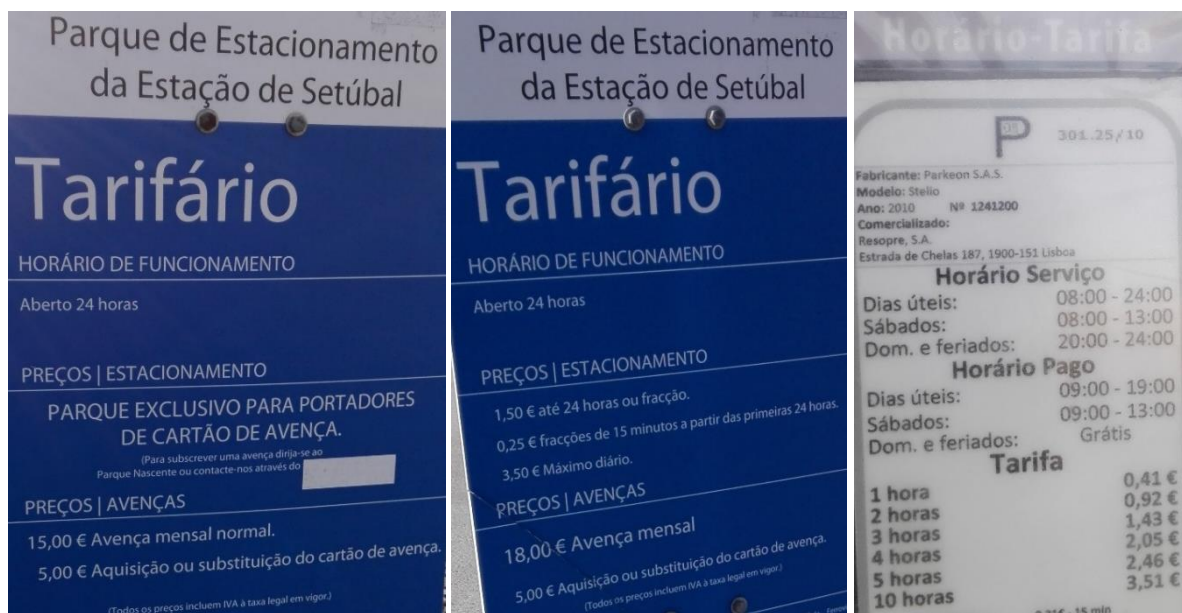 Parque de Estacionamento
da Estação de Setúbal
Tarifário
HORÁRIO DE FUNCIONAMENTO
Aberto 24 horas
PREÇOS | ESTACIONAMENTO
PARQUE EXCLUSIVO PARA PORTADORES
DE CARTÃO DE AVENÇA.
(Para subscrever uma avença dirija-se ao
Parque Nascente ou contacte-nos através do
PREÇOS | AVENÇAS
15,00 € Avença mensal normal.
5,00 € Aquisição ou substituição do cartão de avença.
(Todos os preços incluem IVA à taxa legal em vigor.)
Parque de Estacionamento
da Estação de Setúbal
Tarifário
HORÁRIO DE FUNCIONAMENTO
Aberto 24 horas
PREÇOS | ESTACIONAMENTO
1,50 € até 24 horas ou fracção.
0,25 € fracções de 15 minutos a partir das primeiras 24 horas.
3,50 € Máximo diário.
PREÇOS | AVENÇAS
18,00 € Avença mensal
5,00 € Aquisição ou substituição do cartão de avença.
(Todos os preços incluem IVA à taxa legal em vigor.)
Horário-Tarifa
P 301.25/10
Fabricante: Parkeon S.A.S.
Modelo: Stelio
Ano: 2010 Nº 1241200
Comercializado:
Resopre, S.A.
Estrada de Chelas 187, 1900-151 Lisboa
Horário Serviço
Dias úteis: 08:00 - 24:00
Sábados: 08:00 - 13:00
Dom. e feriados: 20:00 - 24:00
Horário Pago
Dias úteis: 09:00 - 19:00
Sábados: 09:00 - 13:00
Dom. e feriados: Grátis
Tarifa
1 hora 0,41 €
2 horas 0,92 €
3 horas 1,43 €
4 horas 2,05 €
5 horas 2,46 €
10 horas 3,51 €